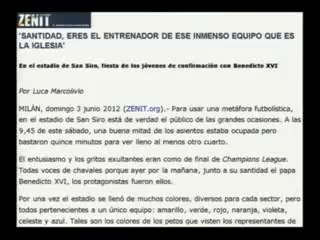 ZENIT
'SANTIDAD, ERES EL ENTRENADOR DE ESE INMENSO EQUIPO QUE ES
LA IGLESIA'
En el estadio de San Siro, fiesta de los jóvenes de confirmación con Benedicto XVI
Por Luca Marcolivio
MILÁN, domingo 3 junio 2012 (ZENIT.org).- Para usar una metáfora futbolística,
en el estadio de San Siro está de verdad el público de las grandes ocasiones. A las
9,45 de este sábado, una buena mitad de los asientos estaba ocupada pero
bastaron quince minutos para ver lleno al menos otro cuarto.
El entusiasmo y los gritos exultantes eran como de final de Champions League.
Todas voces de chavales porque ayer por la mañana, junto a su santidad el papa
Benedicto XVI, los protagonistas fueron ellos.
Por una vez el estadio se llenó de muchos colores, diversos para cada sector, pero
todos pertenecientes a un único equipo: amarillo, verde, rojo, naranja, violeta,
celeste y azul. Tales son los colores de los petos que visten los representantes de